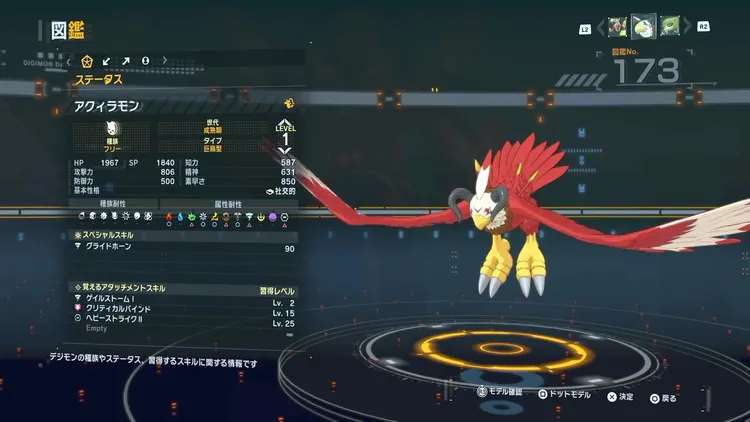 図鑑
L2
R2
図鑑No.
173
ステータス
アクィラモン
種族
フリー
世代
成熟期
タイプ
巨鳥型
LEVEL
1
HP 1967 SP 1840 知力 587
攻撃力 806 精神 631
防御力 500 素早さ 850
基本性格 社交的
種族耐性 属性耐性
スペシャルスキル
グライドホーン 90
覚えるアタッチメントスキル 習得レベル
ゲイルストームⅠ Lv. 2
クリティカルバインド Lv. 15
ヘビーストライクⅡ Lv. 25
Empty
デジモンの種族やステータス、習得するスキルに関する情報です
R3 モデル確認 ドットモデル 決定 戻る